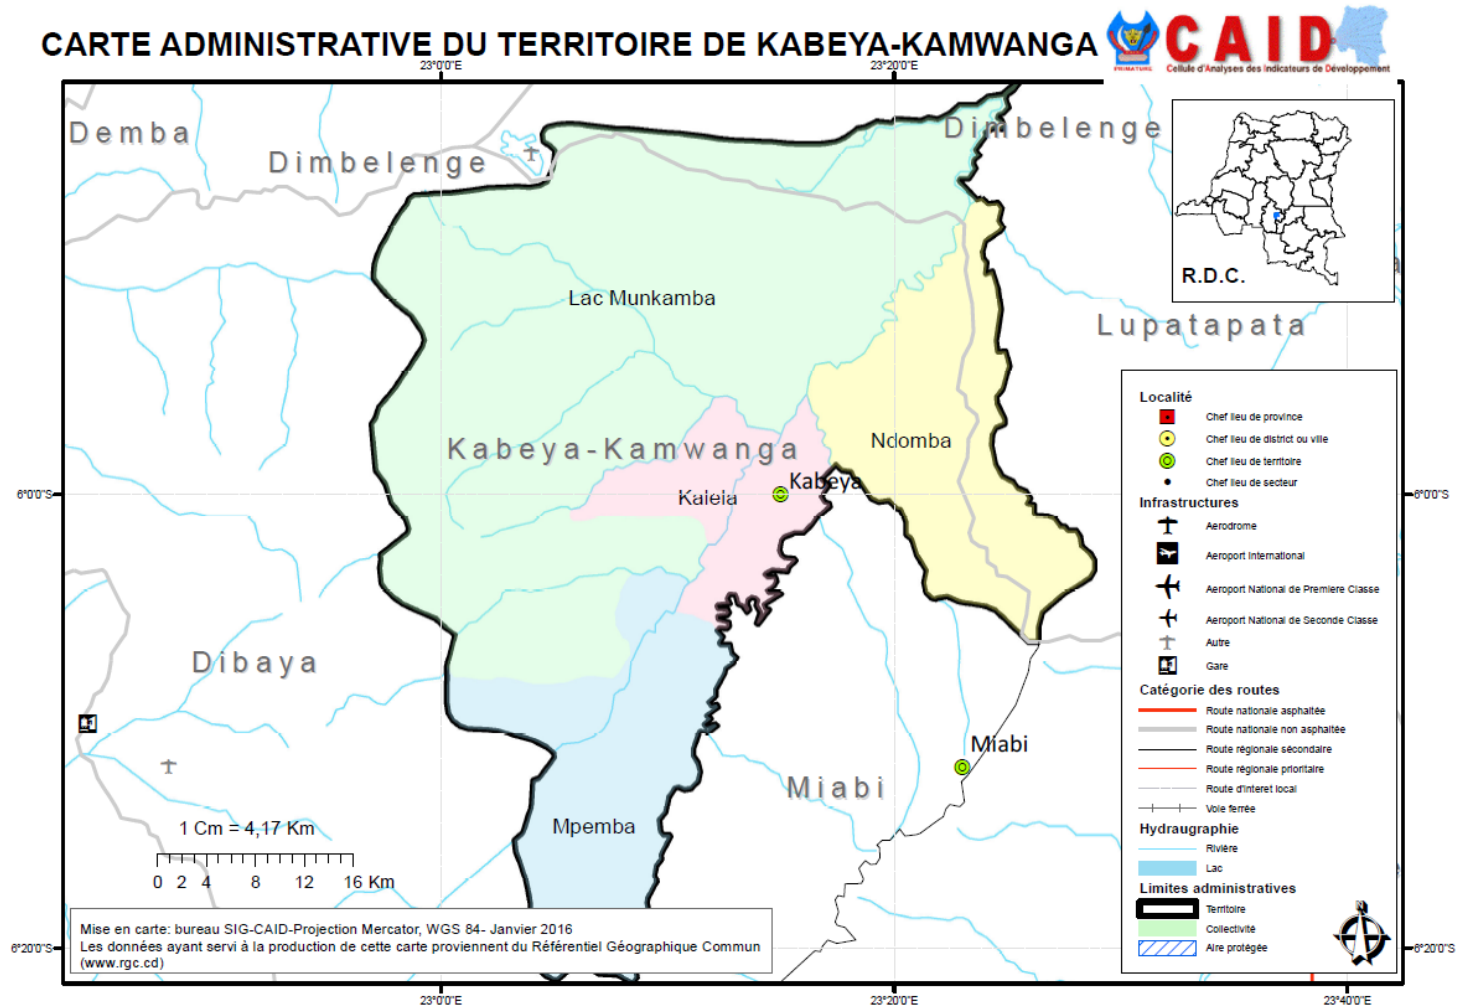 CARTE ADMINISTRATIVE DU TERRITOIRE DE KABEYA-KAMWANGA
PRIMATURE
CAID
Cellule d'Analyses des Indicateurs de Développement
23°0'0"E
23°20'0"E
Demba
Dimbelenge
Dimbelenge
R.D.C.
Lac Munkamba
Lupatapata
Kabeya-Kamwanga
Ndomba
Kalela
Kabeya
6°0'0"S
6°0'0"S
Dibaya
Miabi
Miabi
Mpemba
1 Cm = 4,17 Km
0 2 4 8 12 16 Km
Localité
Chef lieu de province
Chef lieu de district ou ville
Chef lieu de territoire
Chef lieu de secteur
Infrastructures
Aerodrome
Aeroport International
Aeroport National de Premiere Classe
Aeroport National de Seconde Classe
Autre
Gare
Catégorie des routes
Route nationale asphaltée
Route nationale non asphaltée
Route régionale sécondaire
Route régionale prioritaire
Route d'interet local
Voie ferrée
Hydraugraphie
Rivière
Lac
Limites administratives
Territoire
Collectivité
Aire protégée
N
Mise en carte: bureau SIG-CAID-Projection Mercator, WGS 84- Janvier 2016
Les données ayant servi à la production de cette carte proviennent du Référentiel Géographique Commun
(www.rgc.cd)
6°20'0"S
6°20'0"S
23°0'0"E
23°20'0"E
23°40'0"E